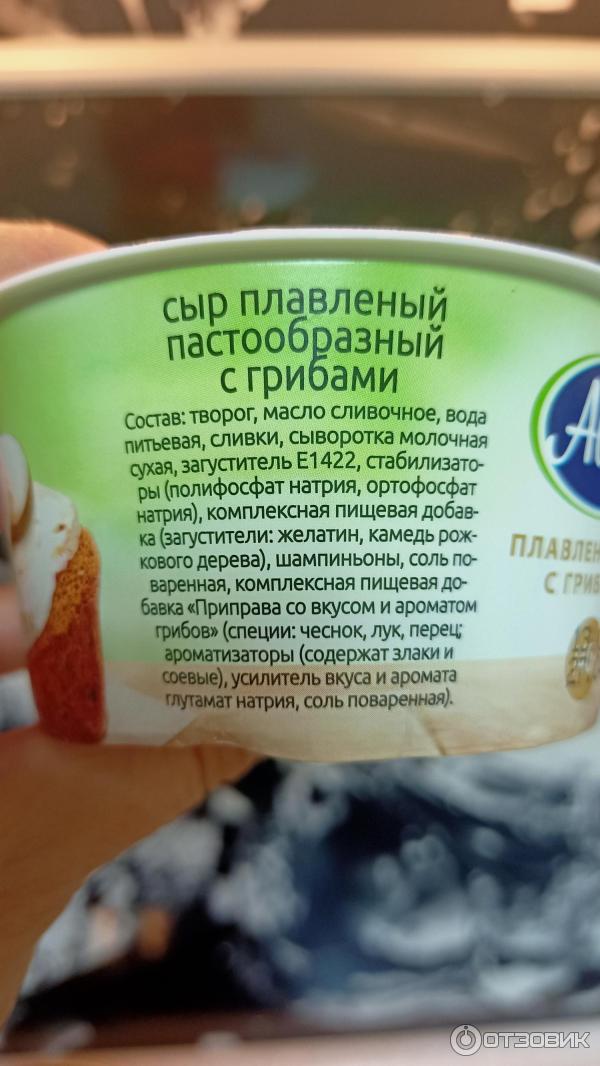 сыр плавленый
пастообразный
с грибами
Состав: творог, масло сливочное, вода
питьевая, сливки, сыворотка молочная
сухая, загуститель Е1422, стабилизато-
ры (полифосфат натрия, ортофосфат
натрия), комплексная пищевая добав-
ка (загустители: желатин, камедь рож-
кового дерева), шампиньоны, соль по-
варенная, комплексная пищевая до-
бавка «Приправа со вкусом и ароматом
грибов» (специи: чеснок, лук, перец;
ароматизаторы (содержат злаки и
соевые), усилитель вкуса и аромата
глутамат натрия, соль поваренная).
ПЛАВЛЕН
С ГРИБ
ОТЗОВИК